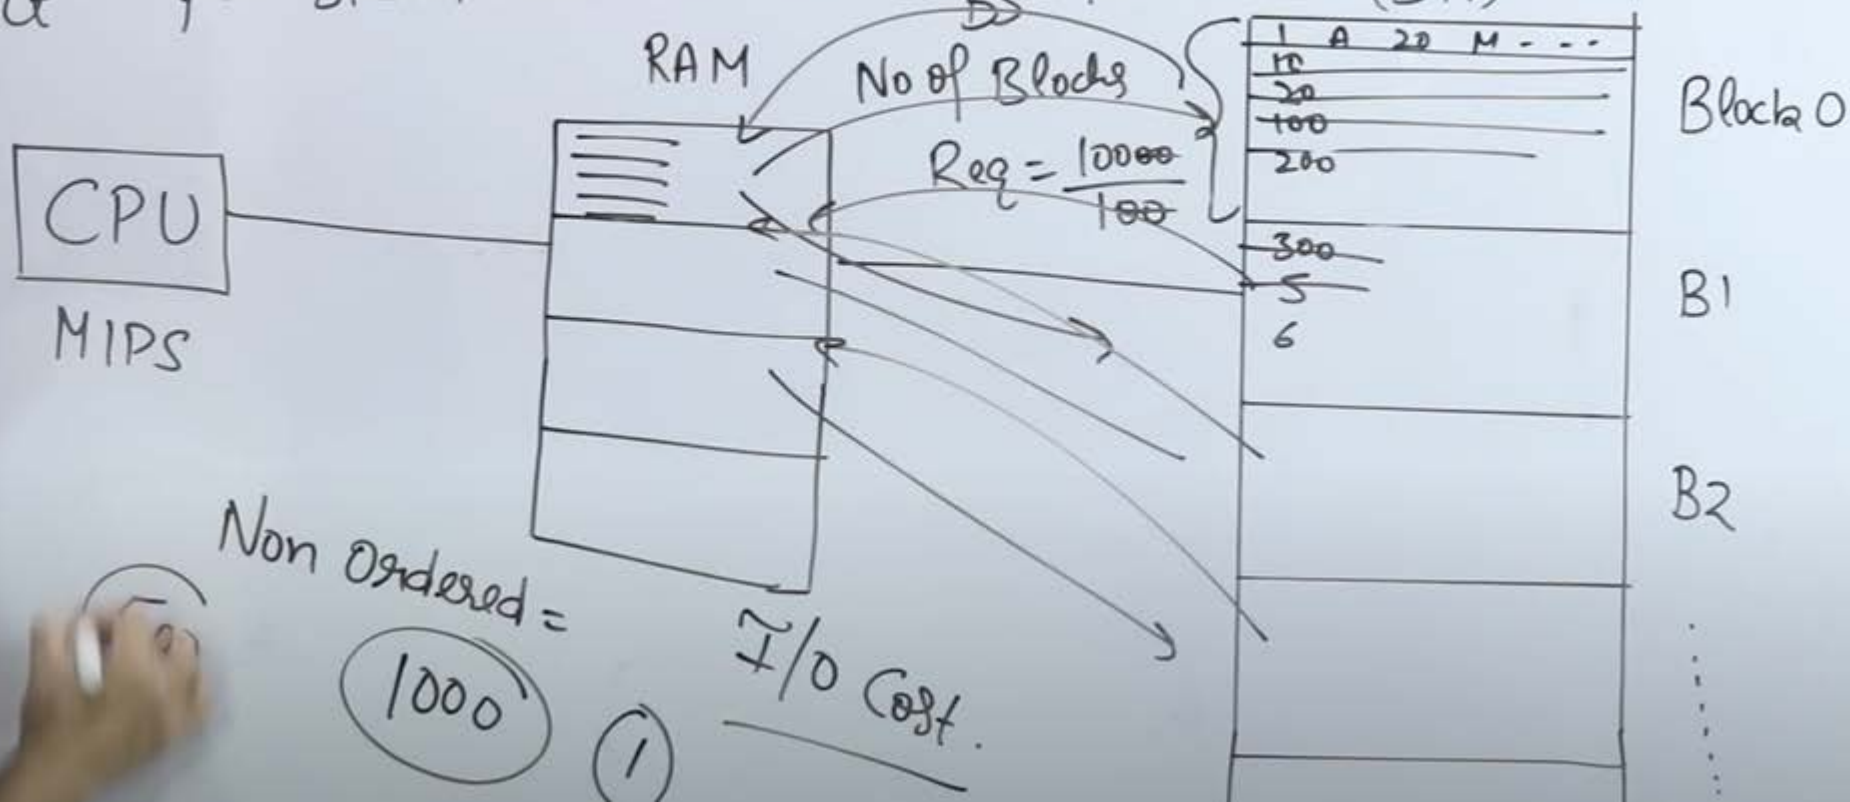 RAM
No of Blocks
Req = 10000
100
CPU
MIPS
1 A 20 M - - -
10
20
100
200
Block 0
300
5
6
B1
B2
Non Ordered =
1000
1
I/O Cost.